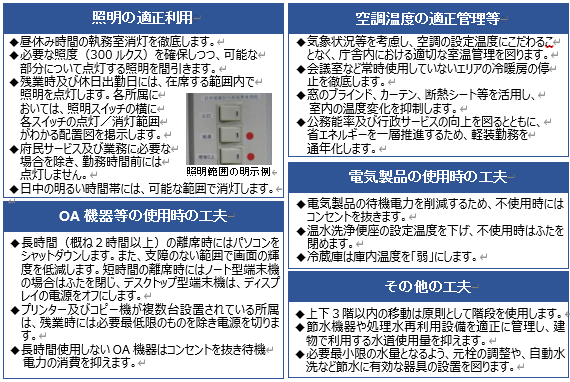 照明の適正利用
◆昼休み時間の執務室消灯を徹底します。
◆必要な照度（300ルクス）を確保しつつ、可能な
部分について点灯する照明を間引きます。
◆残業時及び休日出勤日には、在席する範囲内で
照明を点灯します。各所属に
おいては、照明スイッチの横に
各スイッチの点灯／消灯範囲
がわかる配置図を掲示します。
◆府民サービス及び業務に必要な
場合を除き、勤務時間前には
点灯しません。
照明範囲の明示例
◆日中の明るい時間帯には、可能な範囲で消灯します。
OA機器等の使用時の工夫
◆長時間（概ね２時間以上）の離席時にはパソコンを
シャットダウンします。また、支障のない範囲で画面の輝
度を低減します。短時間の離席時にはノート型端末機
の場合はふたを閉じ、デスクトップ型端末機は、ディスプ
レイの電源をオフにします。
◆プリンター及びコピー機が複数台設置されている所属
は、残業時には必要最低限のものを除き電源を切りま
す。
◆長時間使用しないOA機器はコンセントを抜き待機
電力の消費を抑えます。
空調温度の適正管理等
◆気象状況等を考慮し、空調の設定温度にこだわるこ
となく、庁舎内における適切な室温管理を図ります。
◆会議室など常時使用していないエリアの冷暖房の停
止を徹底します。
◆窓のブラインド、カーテン、断熱シート等を活用し、
室内の温度変化を抑制します。
◆公務能率及び行政サービスの向上を図るとともに、
省エネルギーを一層推進するため、軽装勤務を
通年化します。
電気製品の使用時の工夫
◆電気製品の待機電力を削減するため、不使用時には
コンセントを抜きます。
◆温水洗浄便座の設定温度を下げ、不使用時はふたを
閉めます。
◆冷蔵庫は庫内温度を「弱」にします。
その他の工夫
◆上下３階以内の移動は原則として階段を使用します。
◆節水機器や処理水再利用設備を適正に管理し、建
物で利用する水道使用量を抑えます。
◆必要最小限の水量となるよう、元栓の調整や、自動水
洗など節水に有効な器具の設置を図ります。